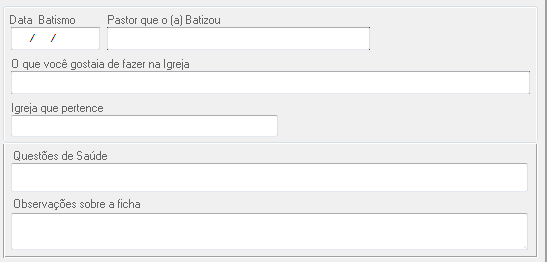 Data Batismo Pastor que o (a) Batizou
/ /
O que você gostaia de fazer na Igreja
Igreja que pertence
Questões de Saúde
Observações sobre a ficha